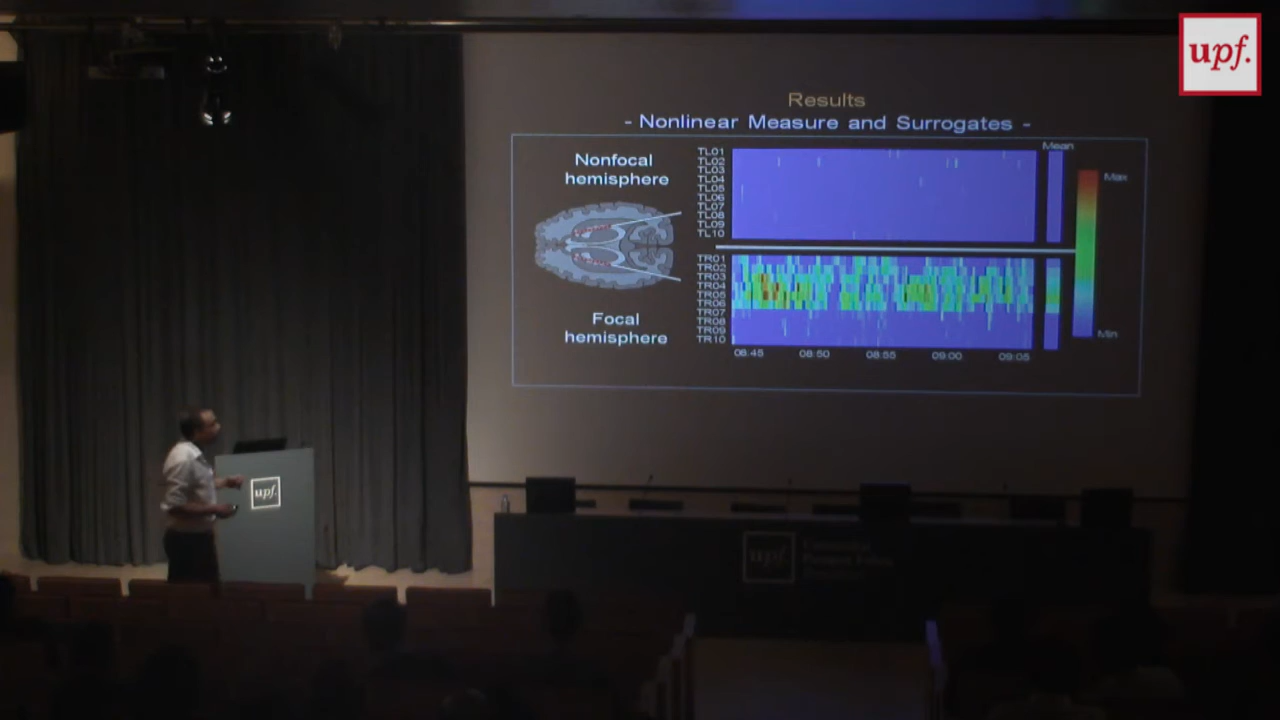 upf.
Results
- Nonlinear Measure and Surrogates -
Nonfocal
hemisphere
Focal
hemisphere
TL01
TL02
TL03
TL04
TL05
TL06
TL07
TL08
TL09
TL10
TR01
TR02
TR03
TR04
TR05
TR06
TR07
TR08
TR09
TR10
08:45
08:50
08:55
09:00
09:05
Mean
Max
Min
upf.
upf.